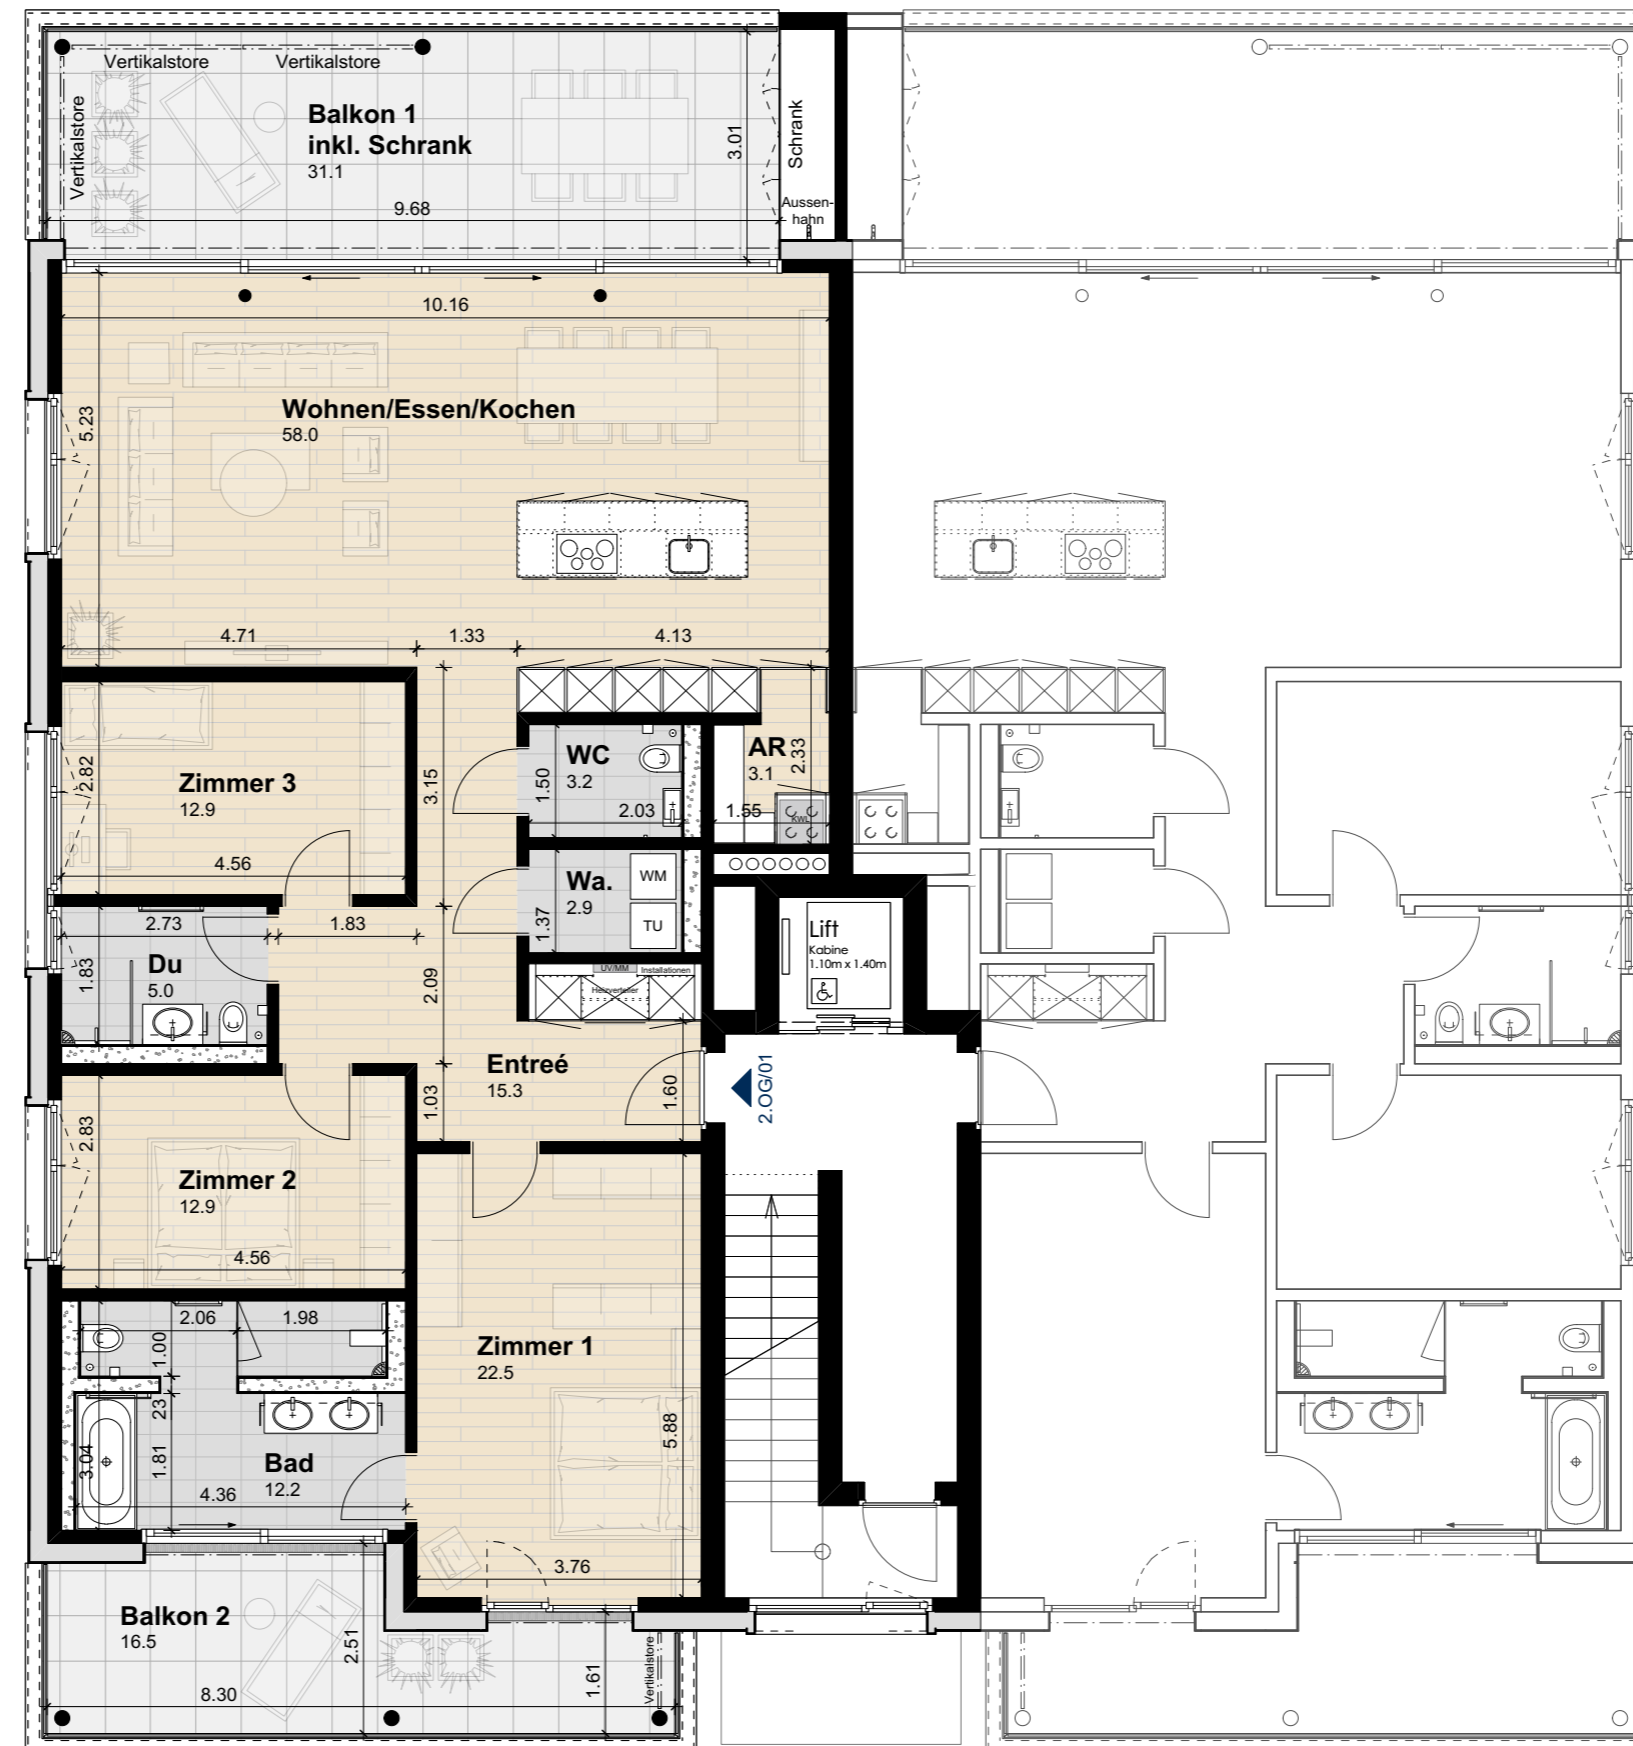 Vertikalstore
Vertikalstore
Vertikalstore
Balkon 1
inkl. Schrank
31.1
3.01
Schrank
9.68
Aussen-
hahn
10.16
5.23
Wohnen/Essen/Kochen
58.0
4.71
1.33
4.13
Zimmer 3
12.9
2.82
4.56
3.15
WC
3.2
1.50
2.03
AR
3.1
2.33
1.55
KWL
Wa.
2.9
1.37
WM
TU
2.73
1.83
Du
5.0
1.83
2.09
UV/MM
Installationen
Heizverteiler
Lift
Kabine
1.10m x 1.40m
Entreé
15.3
1.03
1.60
2.OG/01
2.83
Zimmer 2
12.9
4.56
2.06
1.98
1.00
23
3.04
1.81
Bad
12.2
4.36
Zimmer 1
22.5
5.88
3.76
Balkon 2
16.5
2.51
8.30
1.61
Vertikalstore